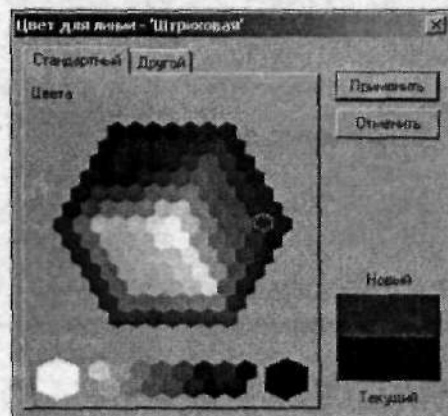 Цвет для линии - 'Штриховая'
Стандартный Другой
Цвета
Применить
Отменить
Новый
Текущий